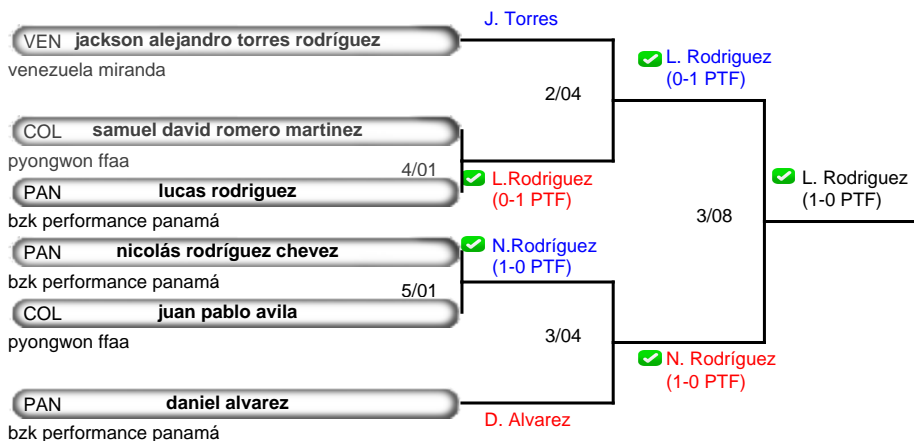 J. Torres
VEN jackson alejandro torres rodríguez
venezuela miranda
L. Rodriguez
(0-1 PTF)
2/04
COL samuel david romero martinez
pyongwon ffaa
4/01
PAN lucas rodriguez
L.Rodriguez
(0-1 PTF)
bzk performance panamá
L. Rodriguez
(1-0 PTF)
3/08
PAN nicolás rodríguez chevez
N.Rodríguez
(1-0 PTF)
bzk performance panamá
5/01
COL juan pablo avila
pyongwon ffaa
3/04
N. Rodríguez
(1-0 PTF)
PAN daniel alvarez
D. Alvarez
bzk performance panamá